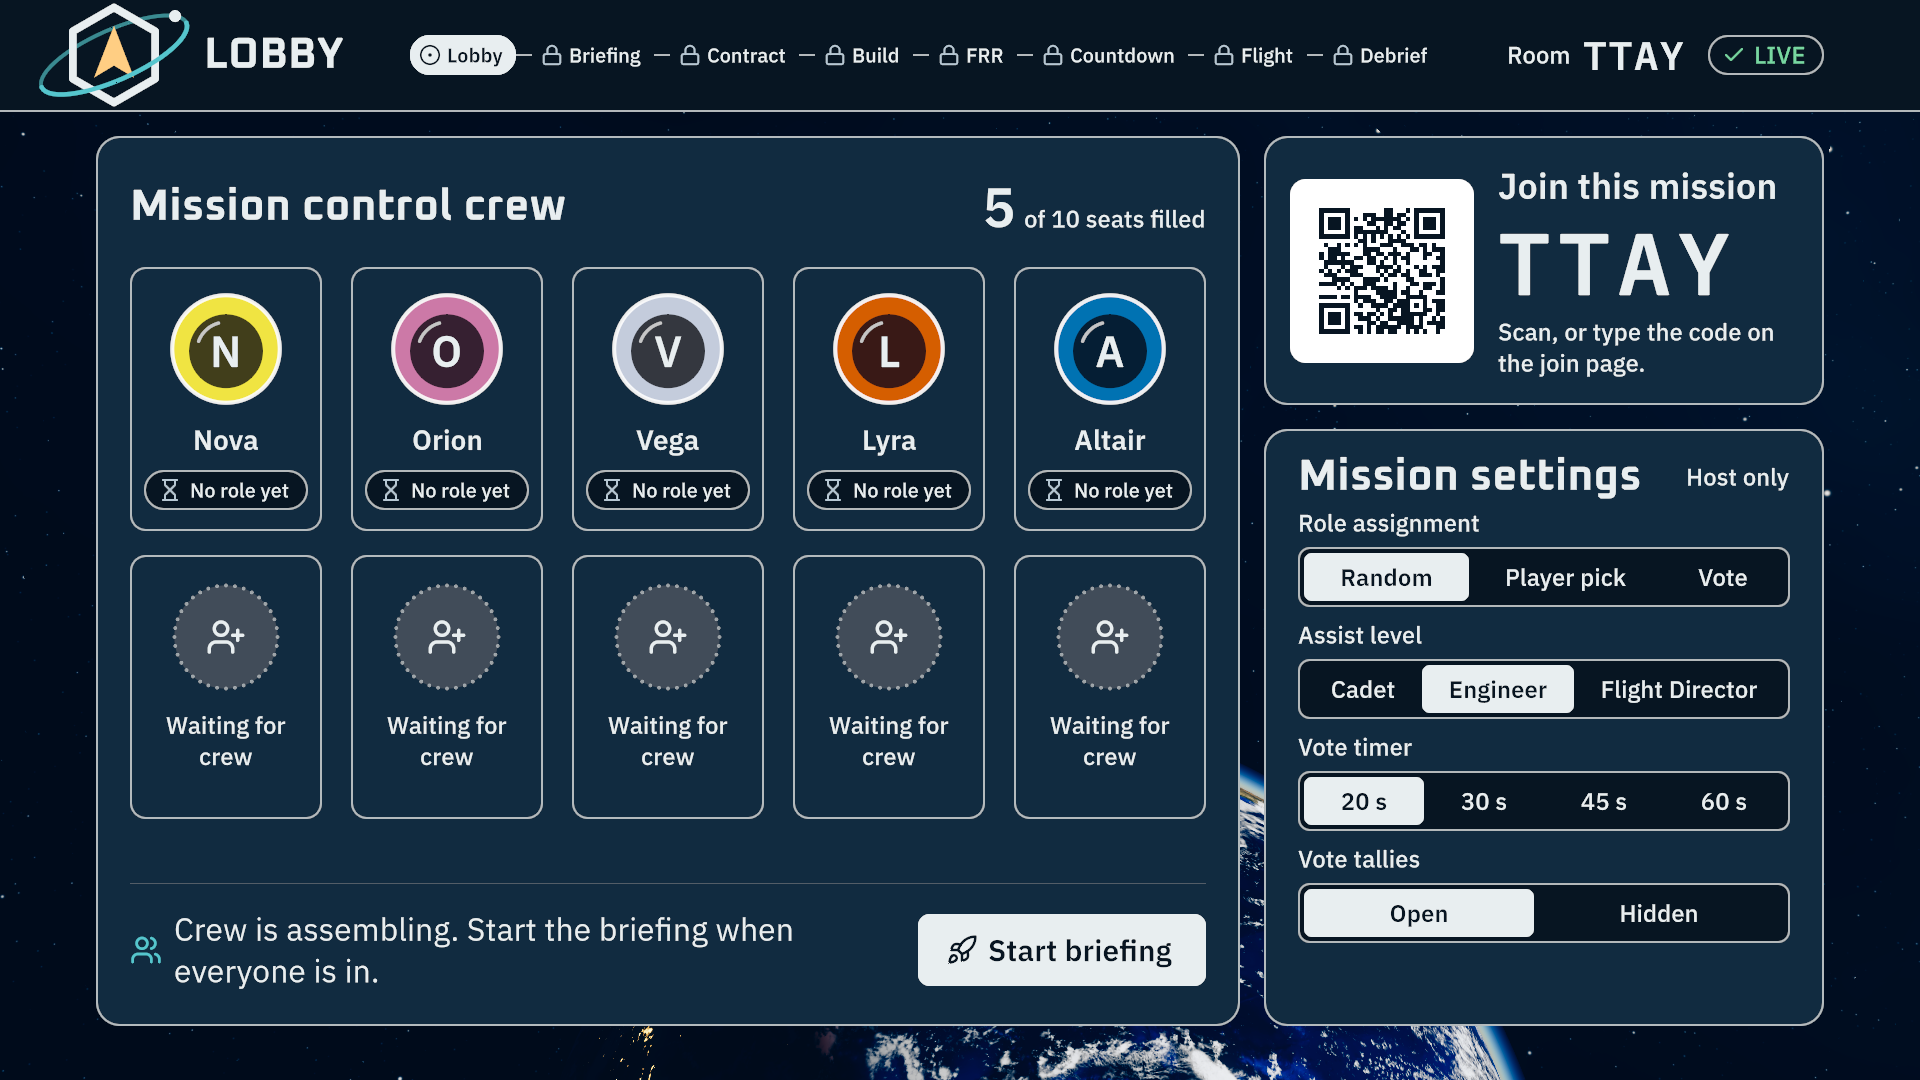 LOBBY
Lobby
Briefing
Contract
Build
FRR
Countdown
Flight
Debrief
Room TTAY
LIVE
Mission control crew
5 of 10 seats filled
N
Nova
No role yet
O
Orion
No role yet
V
Vega
No role yet
L
Lyra
No role yet
A
Altair
No role yet
Waiting for
crew
Waiting for
crew
Waiting for
crew
Waiting for
crew
Waiting for
crew
Crew is assembling. Start the briefing when
everyone is in.
Start briefing
Join this mission
TTAY
Scan, or type the code on
the join page.
Mission settings
Host only
Role assignment
Random
Player pick
Vote
Assist level
Cadet
Engineer
Flight Director
Vote timer
20 s
30 s
45 s
60 s
Vote tallies
Open
Hidden